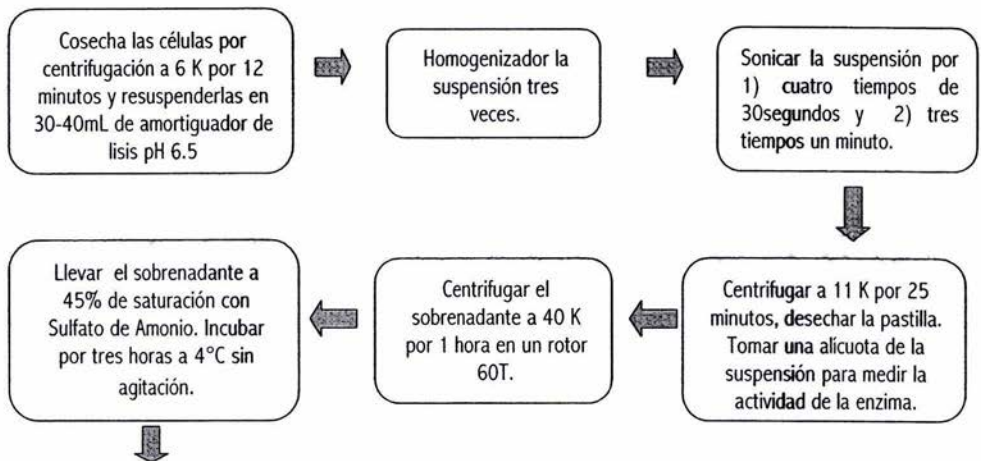 Cosecha las células por
centrifugación a 6 K por 12
minutos y resuspenderlas en
30-40mL de amortiguador de
lisis pH 6.5
Homogenizador la
suspensión tres
veces.
Sonicar la suspensión por
1) cuatro tiempos de
30segundos y 2) tres
tiempos un minuto.
Centrifugar a 11 K por 25
minutos, desechar la pastilla.
Tomar una alícuota de la
suspensión para medir la
actividad de la enzima.
Centrifugar el
sobrenadante a 40 K
por 1 hora en un rotor
60T.
Llevar el sobrenadante a
45% de saturación con
Sulfato de Amonio. Incubar
por tres horas a 4°C sin
agitación.